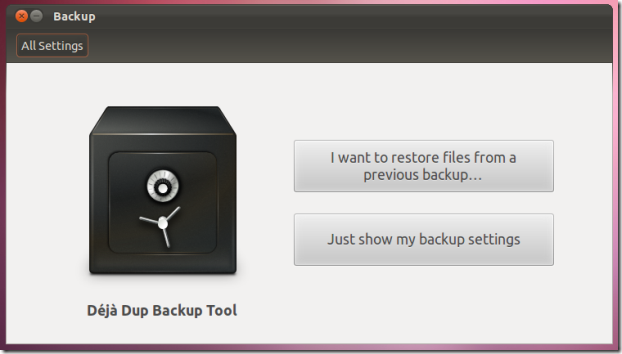 Backup
All Settings
I want to restore files from a
previous backup...
Just show my backup settings
Déjà Dup Backup Tool